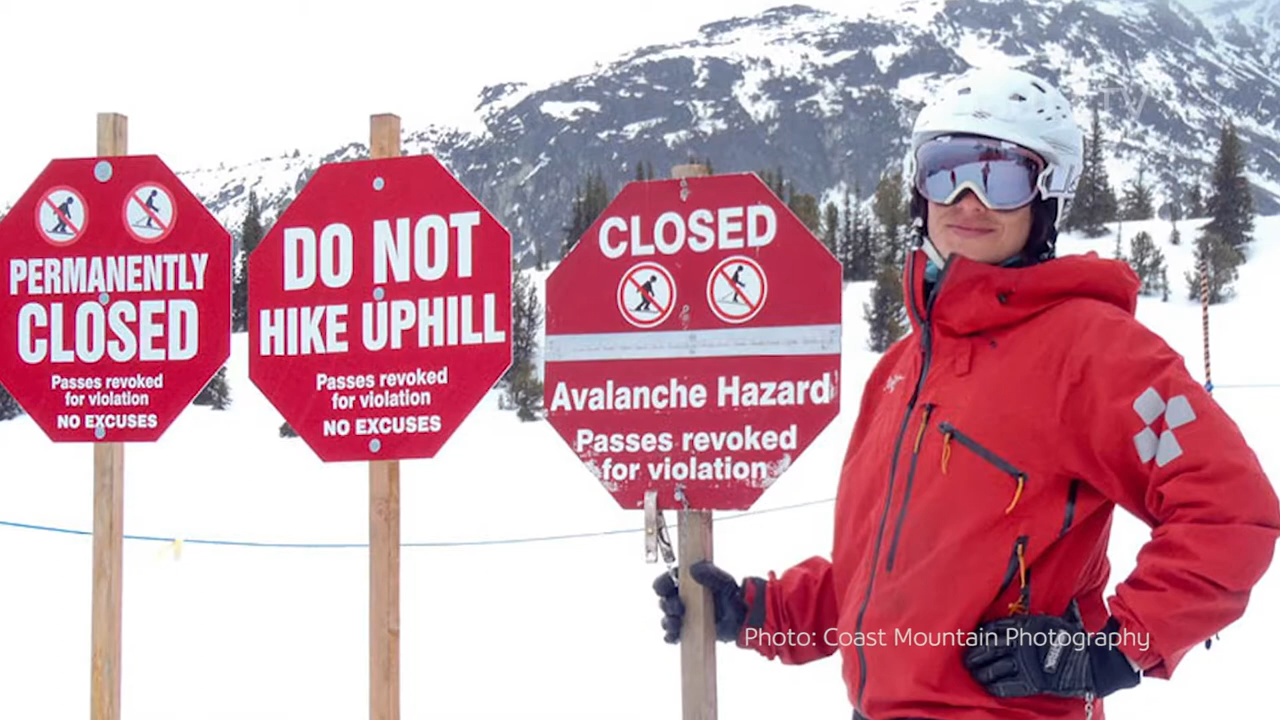 PERMANENTLY
CLOSED
Passes revoked
for violation
NO EXCUSES
DO NOT
HIKE UPHILL
Passes revoked
for violation
NO EXCUSES
CLOSED
Avalanche Hazard
Passes revoked
for violation
TV
Photo: Coast Mountain Photography